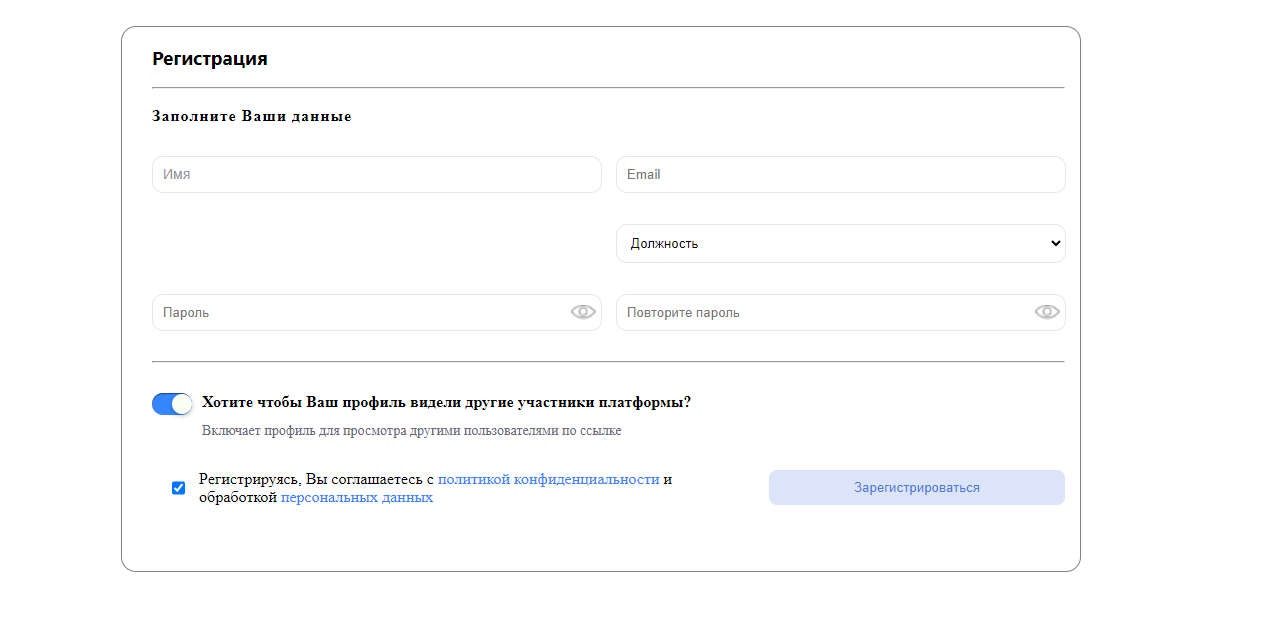 Регистрация
Заполните Ваши данные
Имя
Email
Должность
Пароль
Повторите пароль
Хотите чтобы Ваш профиль видели другие участники платформы?
Включает профиль для просмотра другими пользователями по ссылке
Регистрируясь, Вы соглашаетесь с политикой конфиденциальности и
обработкой персональных данных
Зарегистрироваться